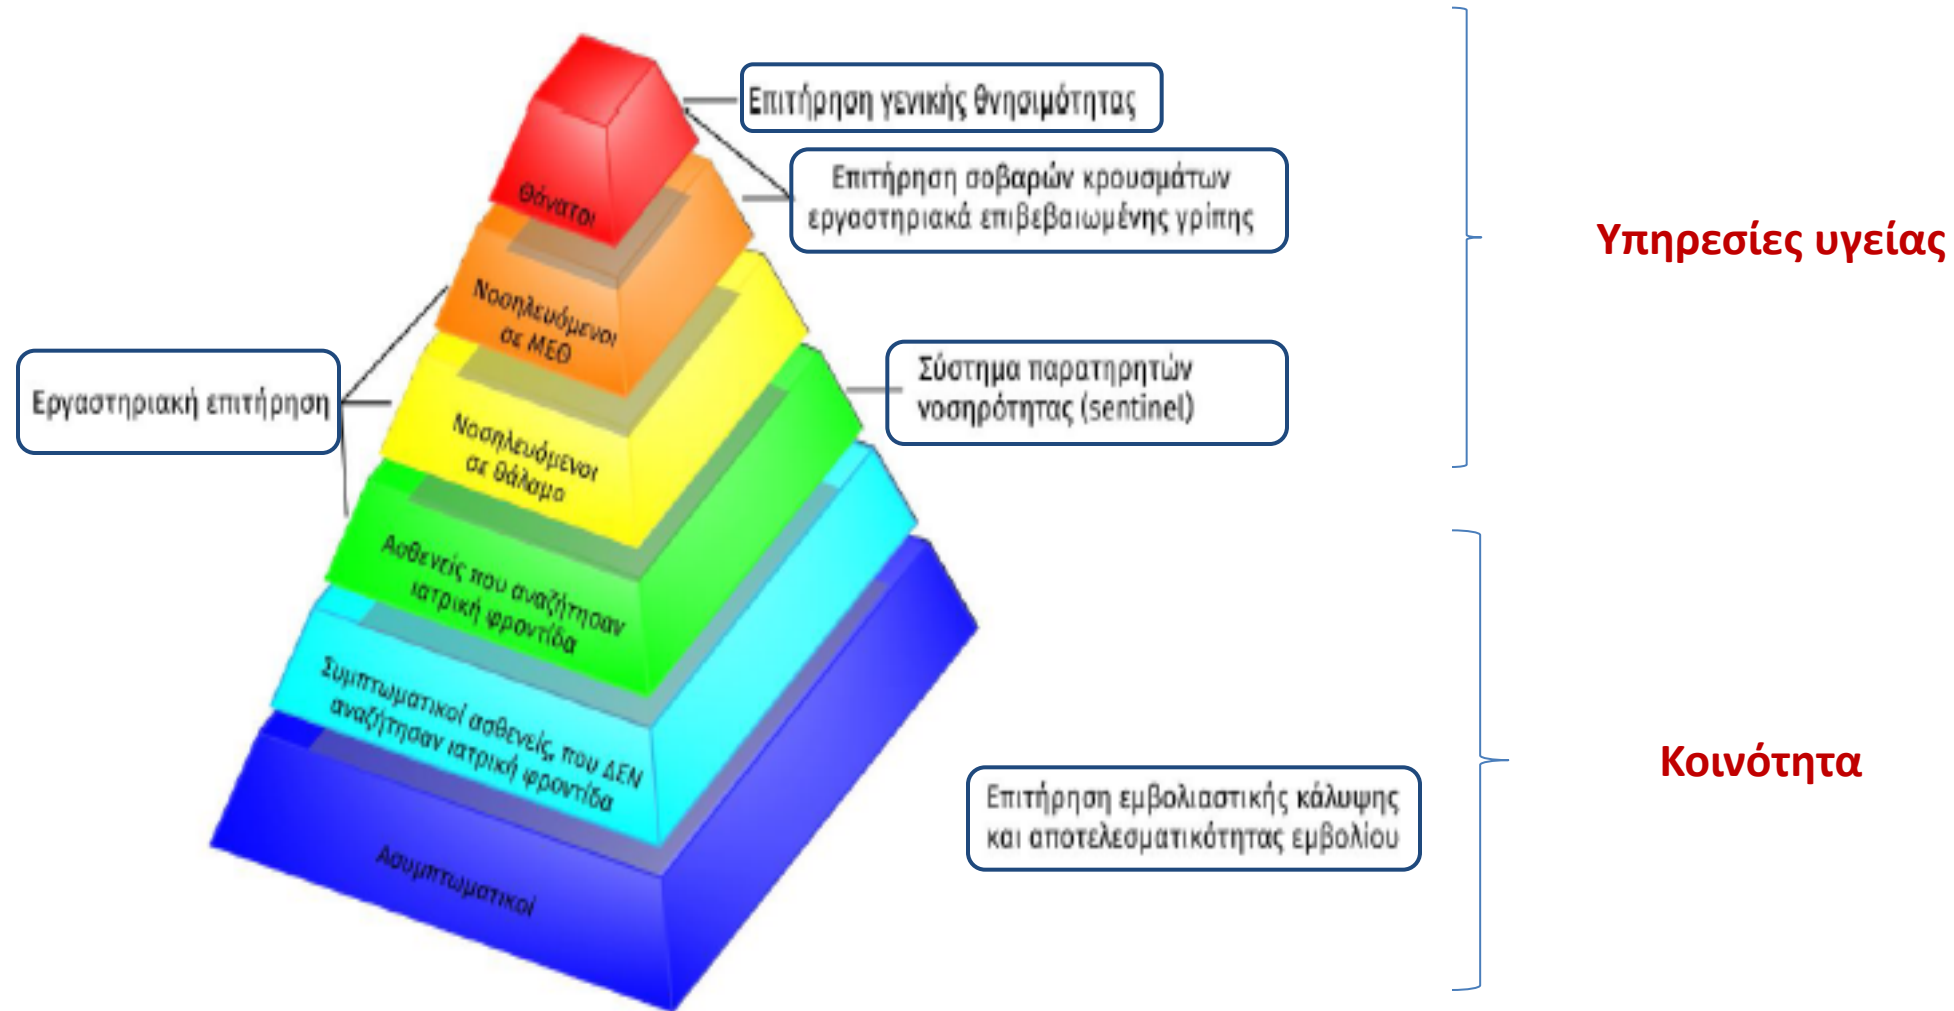 Επιτήρηση γενικής θνησιμότητας
Επιτήρηση σοβαρών κρουσμάτων
εργαστηριακά επιβεβαιωμένης γρίπης
Υπηρεσίες υγείας
Θάνατοι
Νοσηλευόμενοι
σε ΜΕΘ
Εργαστηριακή επιτήρηση
Σύστημα παρατηρητών
νοσηρότητας (sentinel)
Νοσηλευόμενοι
σε θάλαμο
Ασθενείς που αναζήτησαν
ιατρική φροντίδα
Συμπτωματικοί ασθενείς, που ΔΕΝ
αναζήτησαν ιατρική φροντίδα
Κοινότητα
Επιτήρηση εμβολιαστικής κάλυψης
και αποτελεσματικότητας εμβολίου
Ασυμπτωματικοί